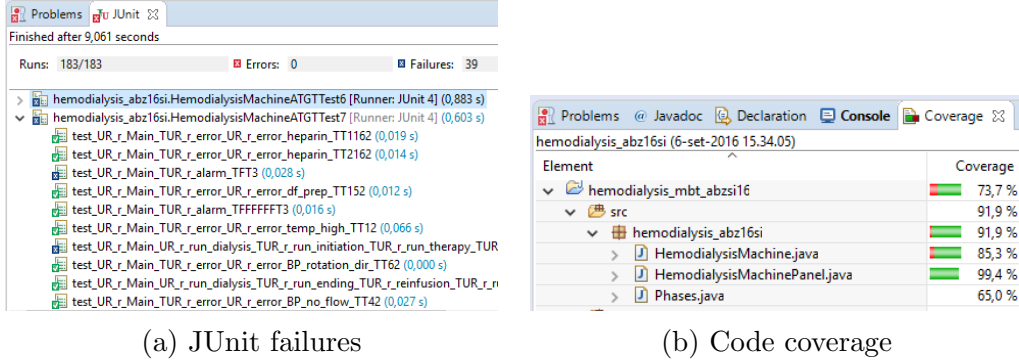 Problems JUnit
Finished after 9,061 seconds
Runs: 183/183 Errors: 0 Failures: 39
hemodialysis_abz16si.HemodialysisMachineATGTTest6 [Runner: JUnit 4] (0,883 s)
hemodialysis_abz16si.HemodialysisMachineATGTTest7 [Runner: JUnit 4] (0,603 s)
test_UR_r_Main_TUR_r_error_UR_r_error_heparin_TT1162 (0,019 s)
test_UR_r_Main_TUR_r_error_UR_r_error_heparin_TT2162 (0,014 s)
test_UR_r_Main_TUR_r_alarm_TFT3 (0,028 s)
test_UR_r_Main_TUR_r_error_UR_r_error_df_prep_TT152 (0,012 s)
test_UR_r_Main_TUR_r_alarm_TFFFFFFT3 (0,016 s)
test_UR_r_Main_TUR_r_error_UR_r_error_temp_high_TT12 (0,066 s)
test_UR_r_Main_UR_r_run_dialysis_TUR_r_run_initiation_TUR_r_run_therapy_TUR
test_UR_r_Main_TUR_r_error_UR_r_error_BP_rotation_dir_TT62 (0,000 s)
test_UR_r_Main_UR_r_run_dialysis_TUR_r_run_ending_TUR_r_reinfusion_TUR_r_ru
test_UR_r_Main_TUR_r_error_UR_r_error_BP_no_flow_TT42 (0,027 s)
(a) JUnit failures
Problems @ Javadoc Declaration Console Coverage
hemodialysis_abz16si (6-set-2016 15.34.05)
Element Coverage
hemodialysis_mbt_abzsi16 73,7 %
src 91,9 %
hemodialysis_abz16si 91,9 %
HemodialysisMachine.java 85,3 %
HemodialysisMachinePanel.java 99,4 %
Phases.java 65,0 %
(b) Code coverage